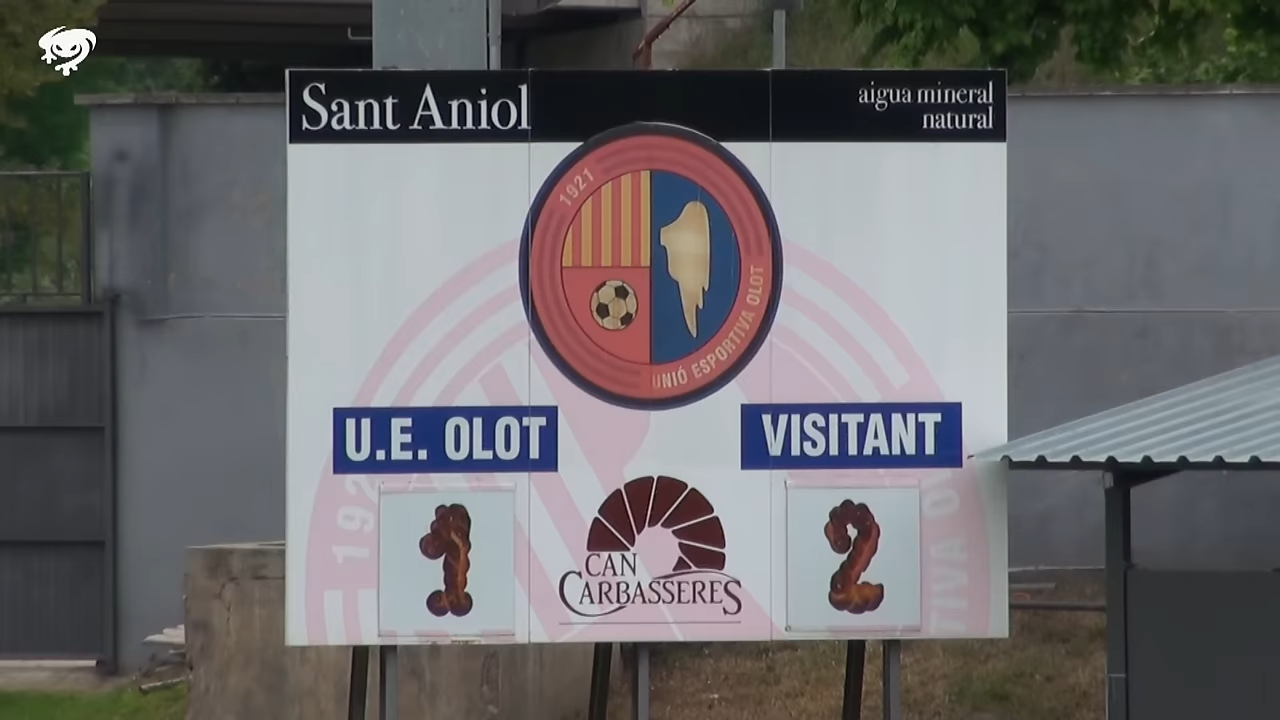 Sant Aniol
aigua mineral
natural
1921
UNIÓ ESPORTIVA OLOT
U.E. OLOT
VISITANT
1
2
CAN
CARBASSERES